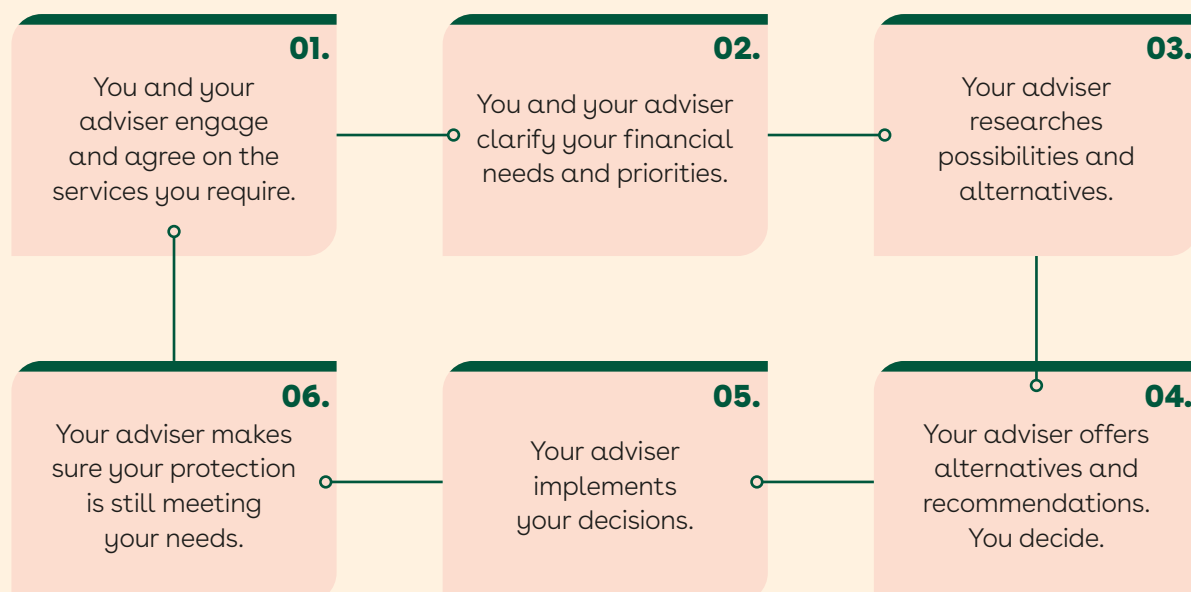 01.
You and your
adviser engage
and agree on the
services you require.
02.
You and your adviser
clarify your financial
needs and priorities.
03.
Your adviser
researches
possibilities and
alternatives.
04.
Your adviser offers
alternatives and
recommendations.
You decide.
05.
Your adviser
implements
your decisions.
06.
Your adviser makes
sure your protection
is still meeting
your needs.